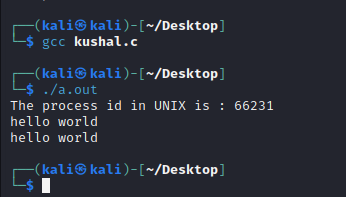 ┌──(kali㉿kali)-[~/Desktop]
└─$ gcc kushal.c
┌──(kali㉿kali)-[~/Desktop]
└─$ ./a.out
The process id in UNIX is : 66231
hello world
hello world
┌──(kali㉿kali)-[~/Desktop]
└─$